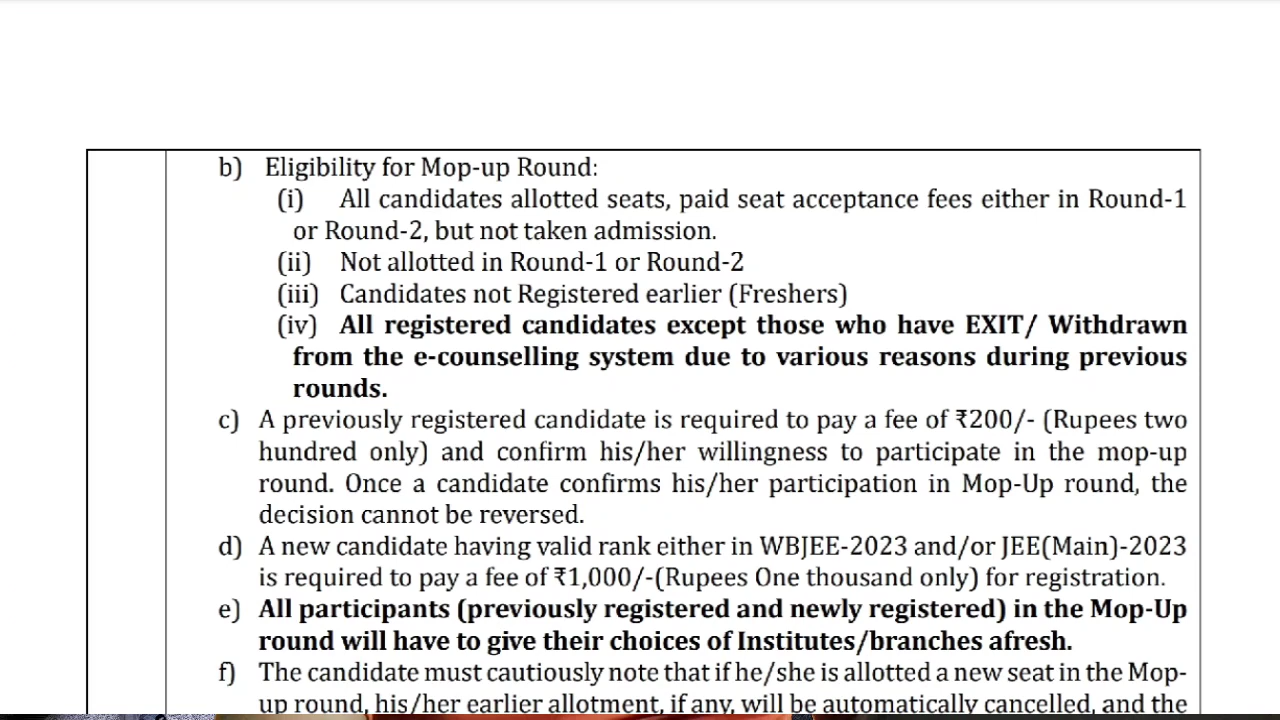 b) Eligibility for Mop-up Round:
(i) All candidates allotted seats, paid seat acceptance fees either in Round-1
or Round-2, but not taken admission.
(ii) Not allotted in Round-1 or Round-2
(iii) Candidates not Registered earlier (Freshers)
(iv) All registered candidates except those who have EXIT/ Withdrawn
from the e-counselling system due to various reasons during previous
rounds.
c) A previously registered candidate is required to pay a fee of ₹200/- (Rupees two
hundred only) and confirm his/her willingness to participate in the mop-up
round. Once a candidate confirms his/her participation in Mop-Up round, the
decision cannot be reversed.
d) A new candidate having valid rank either in WBJEE-2023 and/or JEE(Main)-2023
is required to pay a fee of ₹1,000/-(Rupees One thousand only) for registration.
e) All participants (previously registered and newly registered) in the Mop-Up
round will have to give their choices of Institutes/branches afresh.
f) The candidate must cautiously note that if he/she is allotted a new seat in the Mop-
up round, his/her earlier allotment, if any, will be automatically cancelled, and the